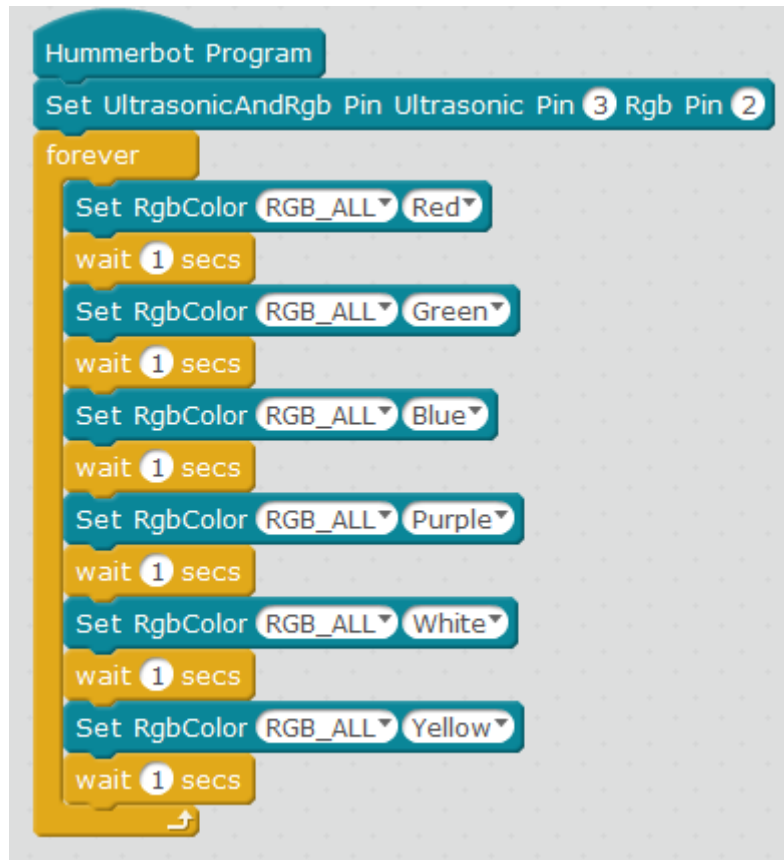 Hummerbot Program
Set UltrasonicAndRgb Pin Ultrasonic Pin 3 Rgb Pin 2
forever
Set RgbColor RGB_ALL Red
wait 1 secs
Set RgbColor RGB_ALL Green
wait 1 secs
Set RgbColor RGB_ALL Blue
wait 1 secs
Set RgbColor RGB_ALL Purple
wait 1 secs
Set RgbColor RGB_ALL White
wait 1 secs
Set RgbColor RGB_ALL Yellow
wait 1 secs